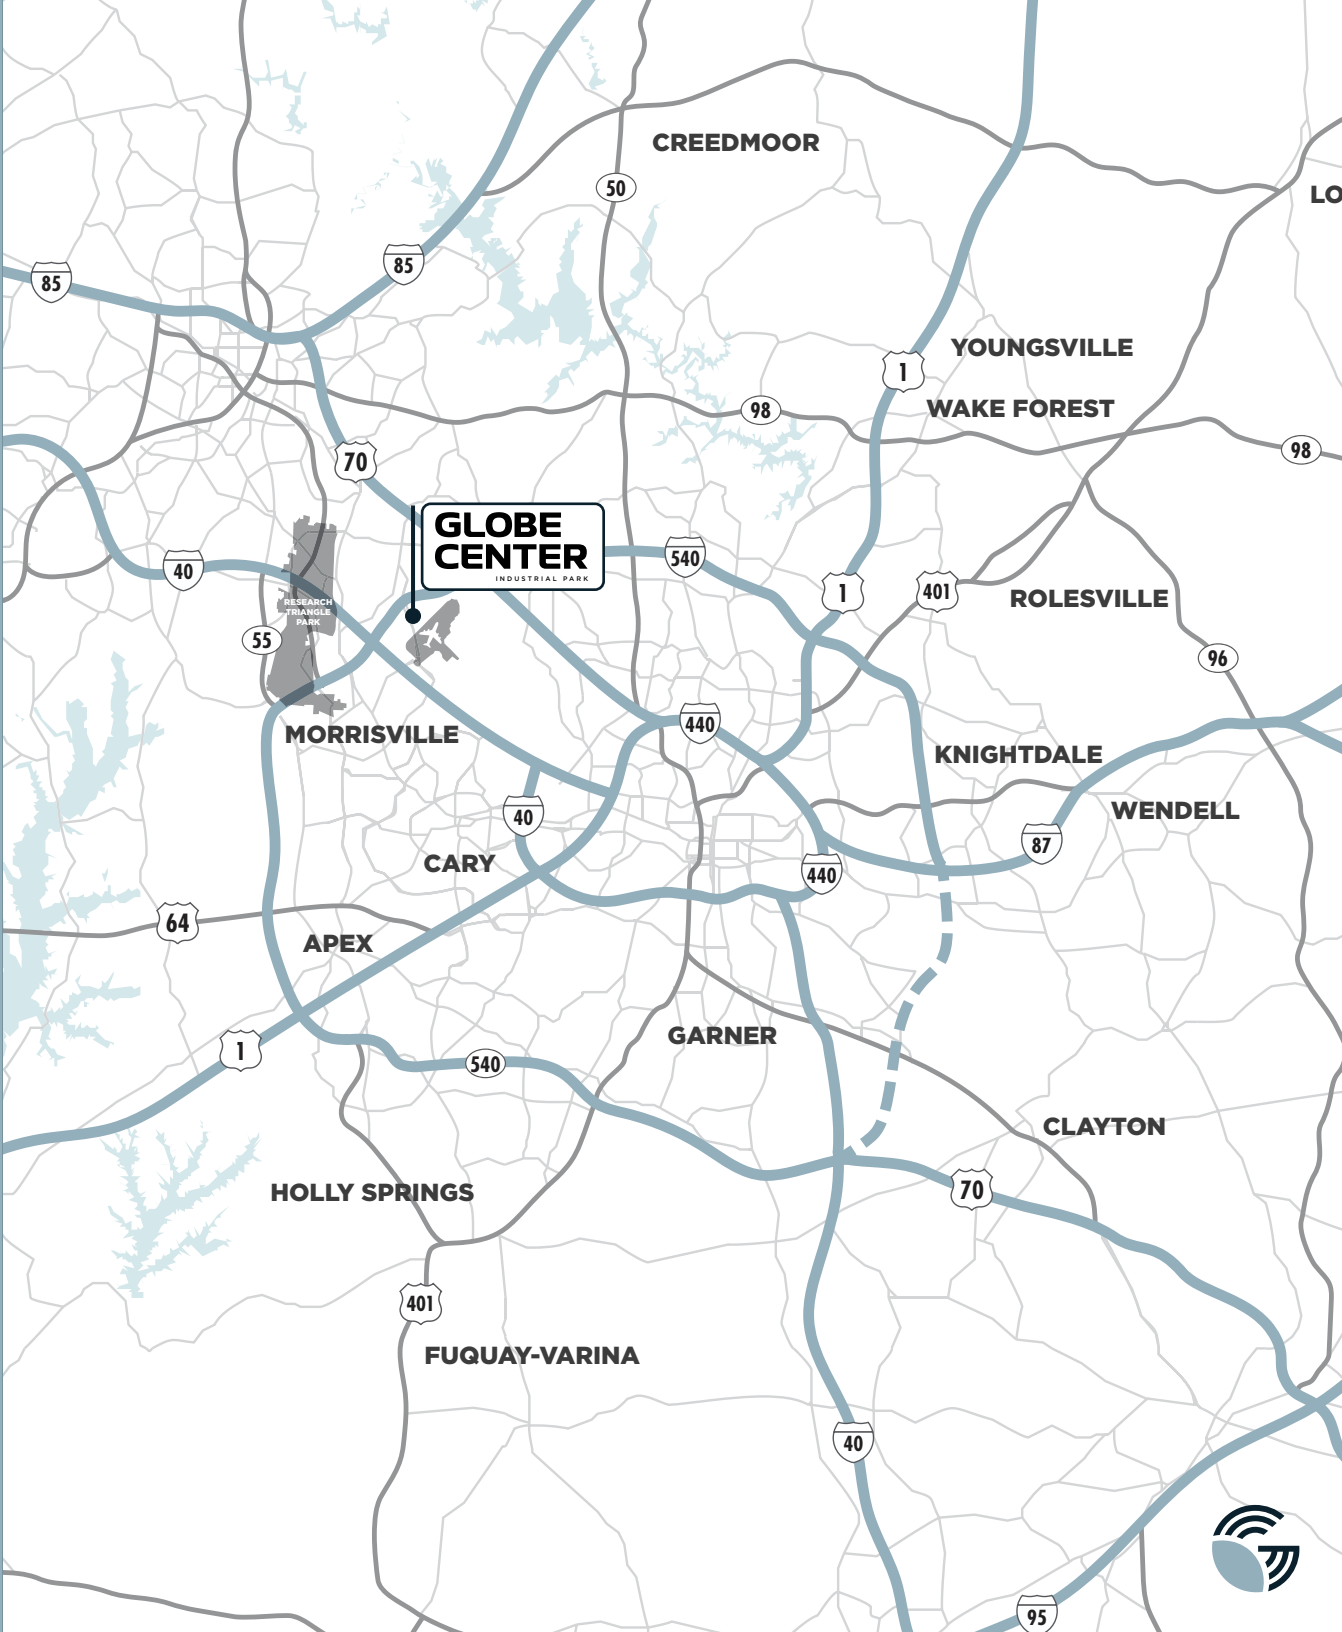 CREEDMOOR
50
LO
85
85
YOUNGSVILLE
1
WAKE FOREST
98
98
70
GLOBE
CENTER
INDUSTRIAL PARK
540
40
1
401
ROLESVILLE
RESEARCH
TRIANGLE
PARK
55
96
440
MORRISVILLE
KNIGHTDALE
WENDELL
40
87
CARY
440
64
APEX
GARNER
1
540
CLAYTON
70
HOLLY SPRINGS
401
FUQUAY-VARINA
40
95